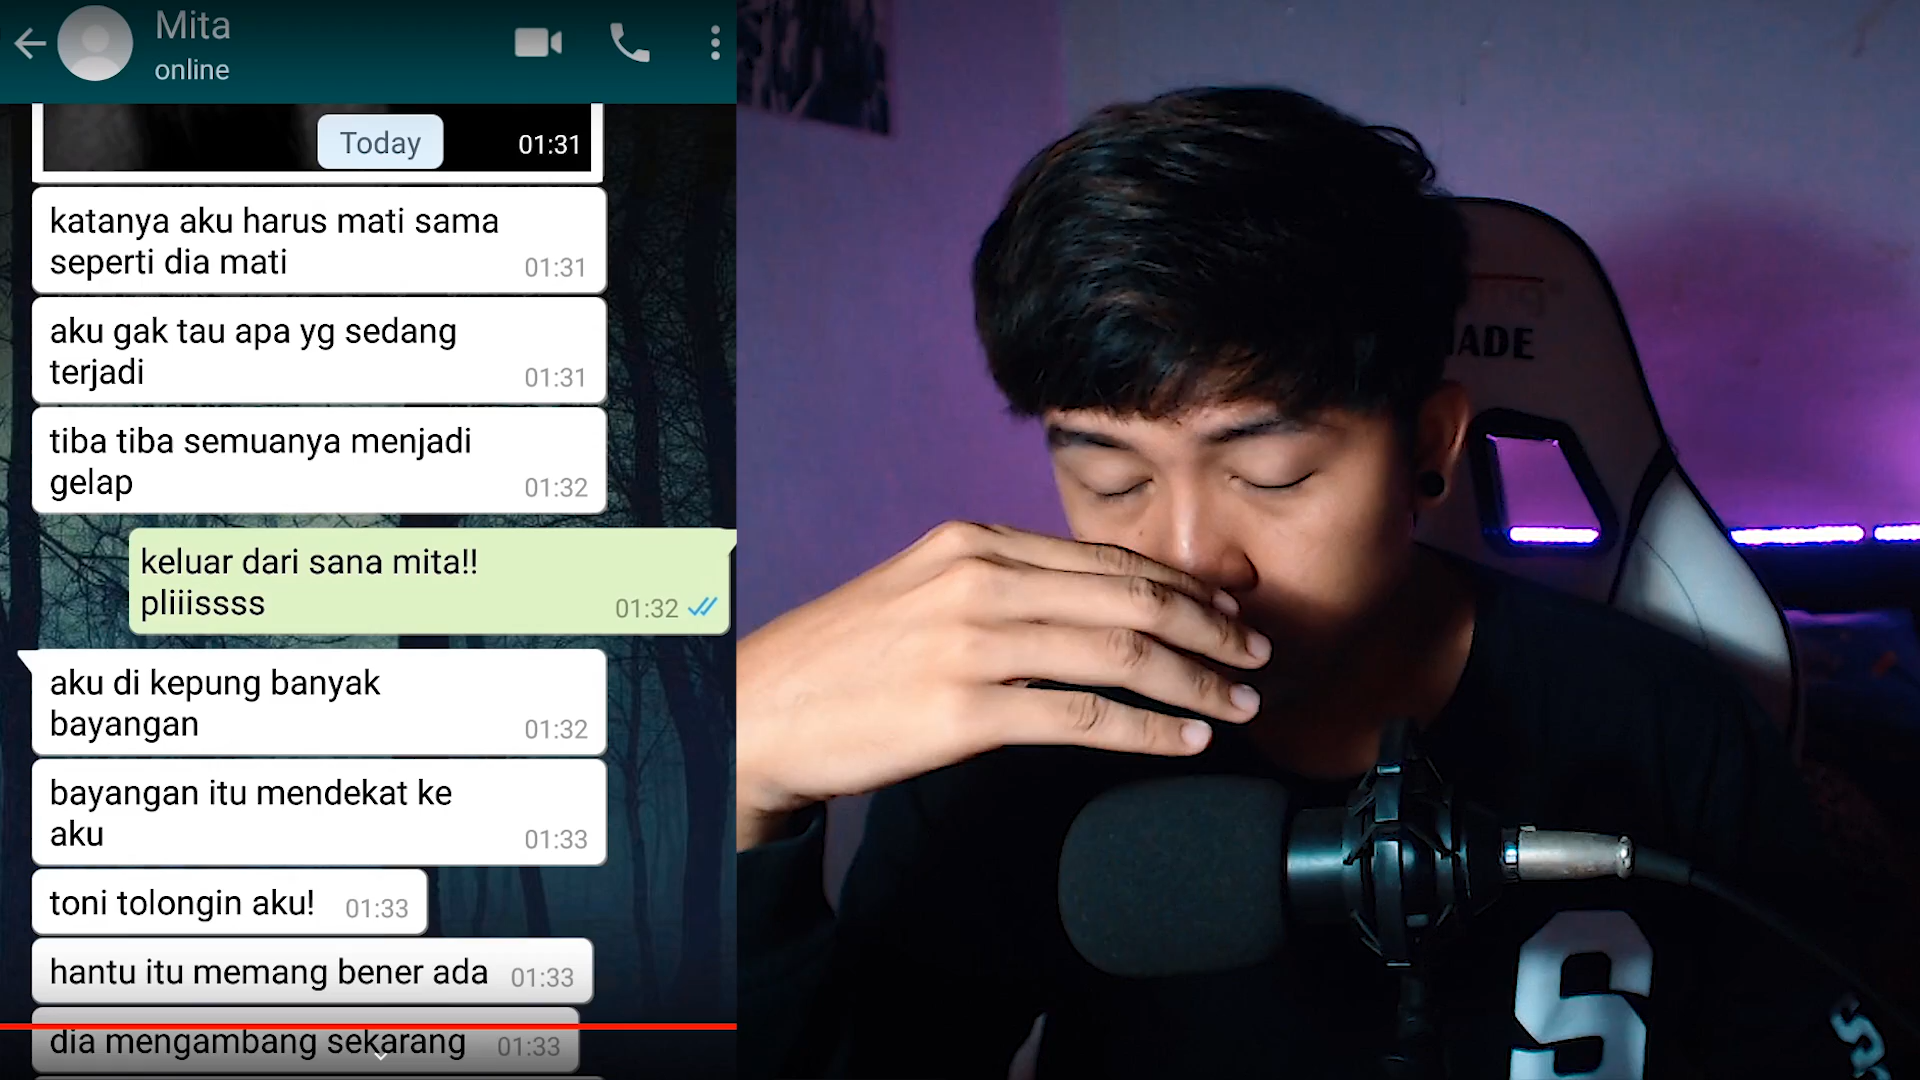 Mita
online
Today
01:31
katanya aku harus mati sama
seperti dia mati
01:31
aku gak tau apa yg sedang
terjadi
01:31
tiba tiba semuanya menjadi
gelap
01:32
keluar dari sana mita!!
pliiissss
01:32
aku di kepung banyak
bayangan
01:32
bayangan itu mendekat ke
aku
01:33
toni tolongin aku! 01:33
hantu itu memang bener ada 01:33
dia mengambang sekarang 01:33
S
S